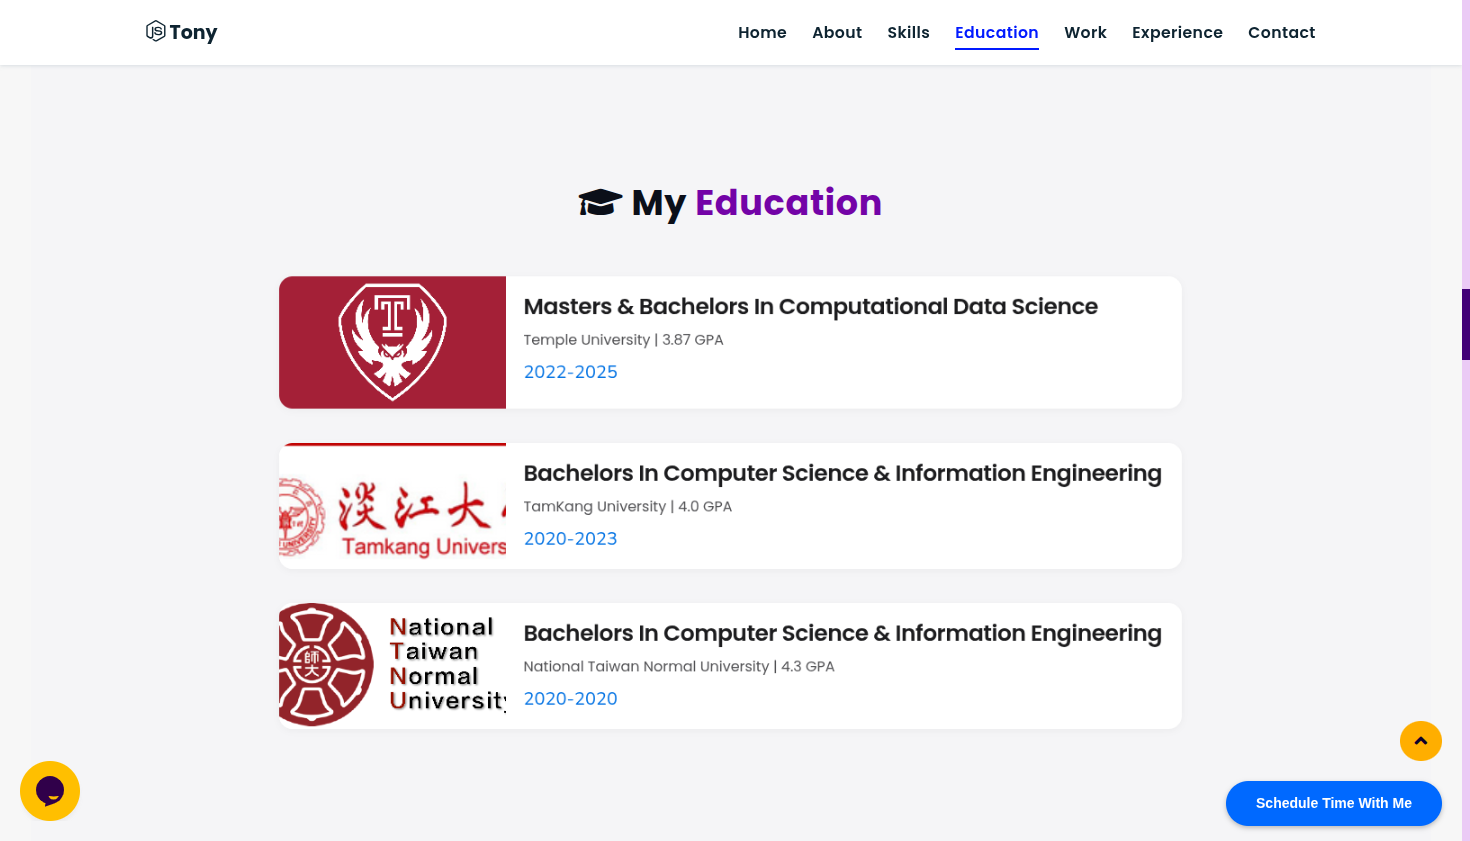 Tony
Home About Skills Education Work Experience Contact
My Education
T
Masters & Bachelors In Computational Data Science
Temple University | 3.87 GPA
2022-2025
淡江大
Tamkang Univers
Bachelors In Computer Science & Information Engineering
TamKang University | 4.0 GPA
2020-2023
師大
National
Taiwan
Normal
University
Bachelors In Computer Science & Information Engineering
National Taiwan Normal University | 4.3 GPA
2020-2020
Schedule Time With Me